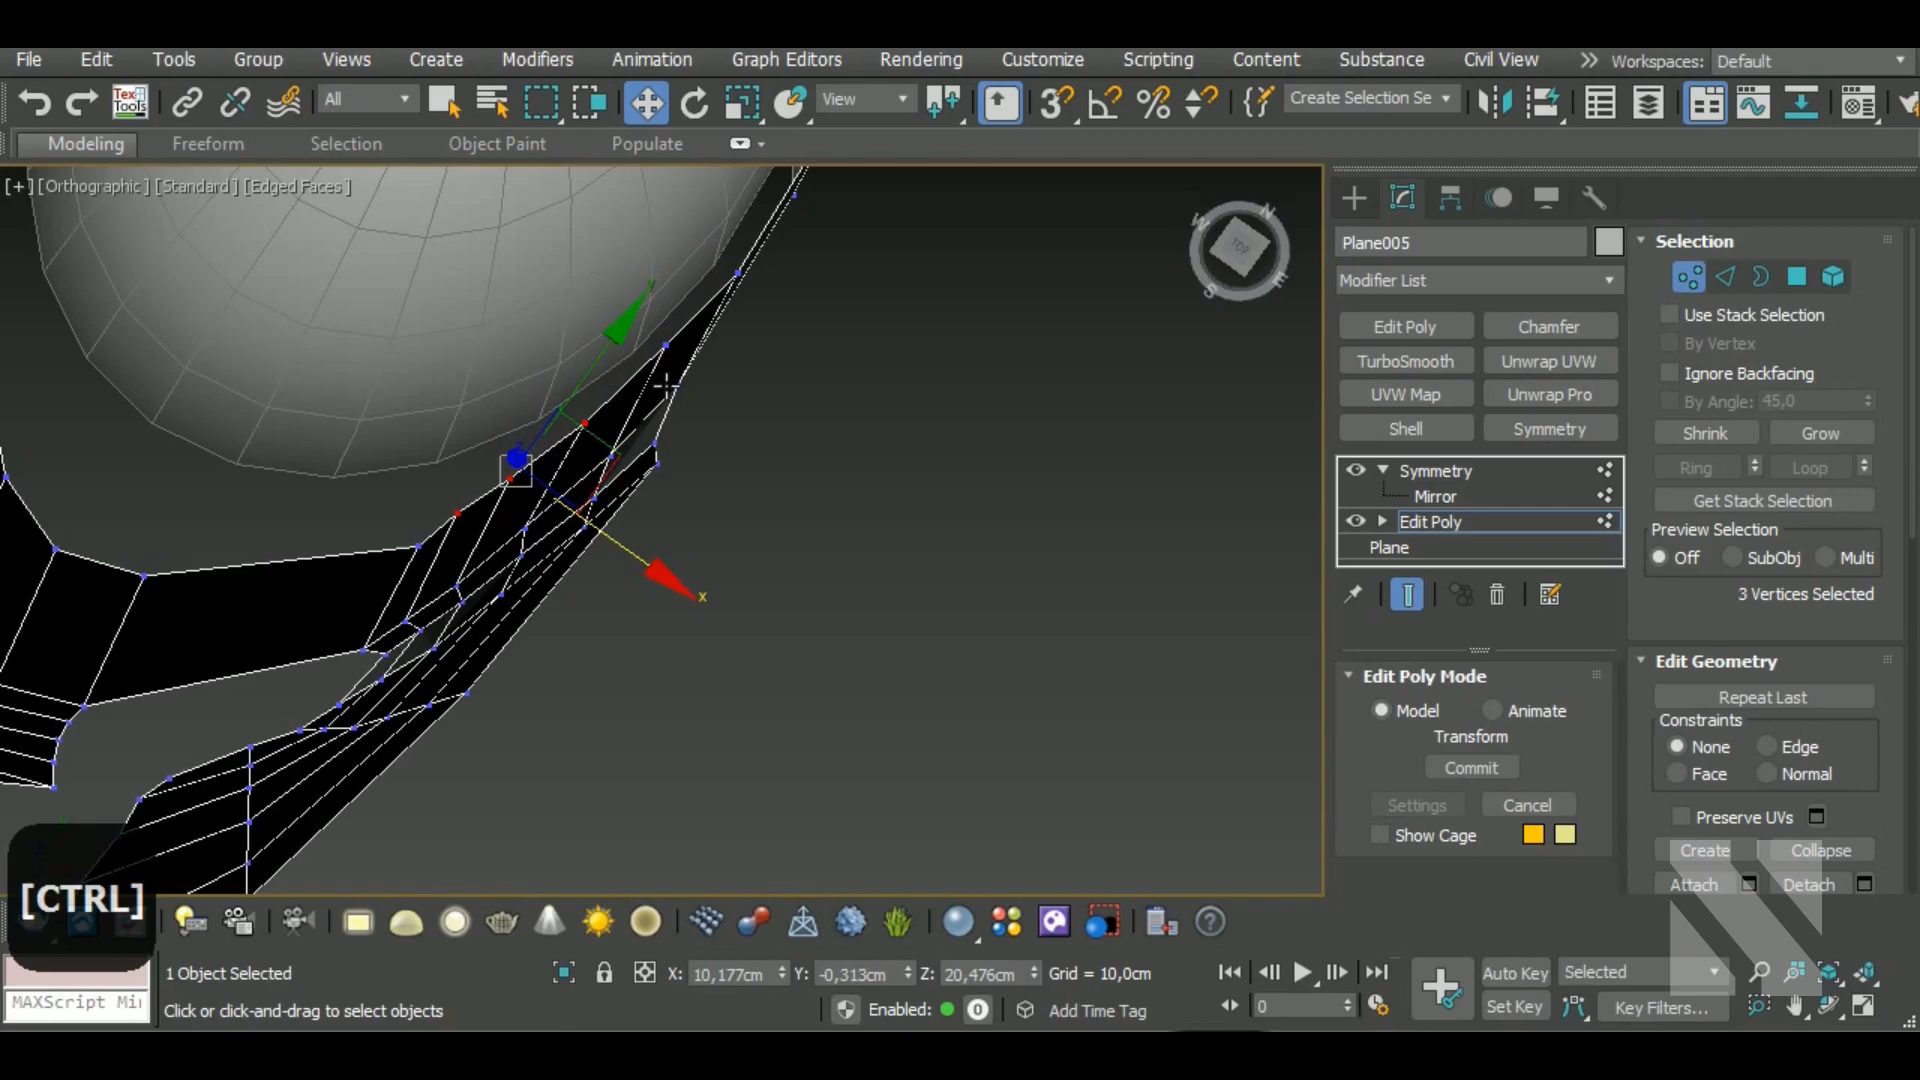 File Edit Tools Group Views Create Modifiers Animation Graph Editors Rendering Customize Scripting Content Substance Civil View Workspaces: Default
Tex Tools All View 3 Create Selection Se
Modeling Freeform Selection Object Paint Populate
[+] [Orthographic] [Standard] [Edged Faces]
N
W TOP E
S
y
z
x
Plane005
Modifier List
Edit Poly Chamfer
TurboSmooth Unwrap UVW
UVW Map Unwrap Pro
Shell Symmetry
Symmetry
Mirror
Edit Poly
Plane
Edit Poly Mode
Model Animate
Transform
Commit
Settings Cancel
Show Cage
Selection
Use Stack Selection
By Vertex
Ignore Backfacing
By Angle: 45,0
Shrink Grow
Ring Loop
Get Stack Selection
Preview Selection
Off SubObj Multi
3 Vertices Selected
Edit Geometry
Repeat Last
Constraints
None Edge
Face Normal
Preserve UVs
Create Collapse
Attach Detach
[CTRL]
1 Object Selected X: 10,177cm Y: -0,313cm Z: 20,476cm Grid = 10,0cm Auto Key Selected
MAXScript Mi Click or click-and-drag to select objects Enabled: 0 Add Time Tag 0 Set Key Key Filters...